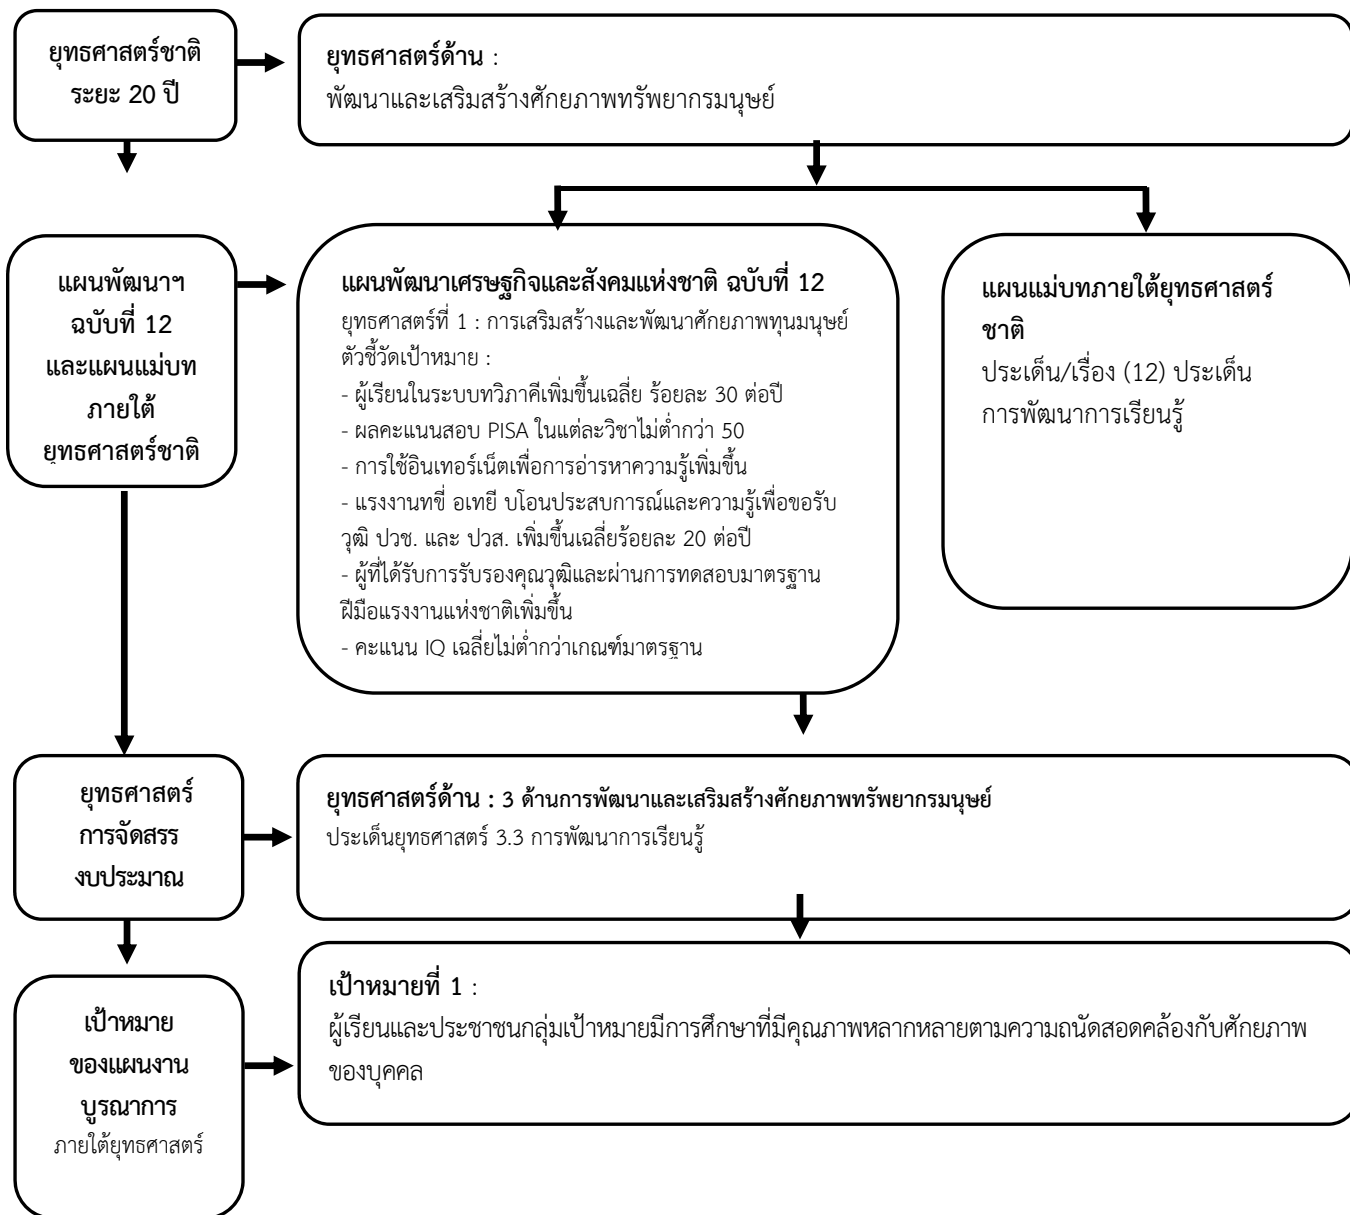 ยุทธศาสตร์ชาติ
ระยะ 20 ปี
ยุทธศาสตร์ด้าน :
พัฒนาและเสริมสร้างศักยภาพทรัพยากรมนุษย์
แผนพัฒนาฯ
ฉบับที่ 12
และแผนแม่บท
ภายใต้
ยุทธศาสตร์ชาติ
แผนพัฒนาเศรษฐกิจและสังคมแห่งชาติ ฉบับที่ 12
ยุทธศาสตร์ที่ 1 : การเสริมสร้างและพัฒนาศักยภาพทุนมนุษย์
ตัวชี้วัดเป้าหมาย :
- ผู้เรียนในระบบทวิภาคีเพิ่มขึ้นเฉลี่ย ร้อยละ 30 ต่อปี
- ผลคะแนนสอบ PISA ในแต่ละวิชาไม่ต่ำกว่า 50
- การใช้อินเทอร์เน็ตเพื่อการอ่ารหาความรู้เพิ่มขึ้น
- แรงงานทขี่ อเทยี บโอนประสบการณ์และความรู้เพื่อขอรับ
วุฒิ ปวช. และ ปวส. เพิ่มขึ้นเฉลี่ยร้อยละ 20 ต่อปี
- ผู้ที่ได้รับการรับรองคุณวุฒิและผ่านการทดสอบมาตรฐาน
ฝีมือแรงงานแห่งชาติเพิ่มขึ้น
- คะแนน IQ เฉลี่ยไม่ต่ำกว่าเกณฑ์มาตรฐาน
แผนแม่บทภายใต้ยุทธศาสตร์
ชาติ
ประเด็น/เรื่อง (12) ประเด็น
การพัฒนาการเรียนรู้
ยุทธศาสตร์
การจัดสรร
งบประมาณ
ยุทธศาสตร์ด้าน : 3 ด้านการพัฒนาและเสริมสร้างศักยภาพทรัพยากรมนุษย์
ประเด็นยุทธศาสตร์ 3.3 การพัฒนาการเรียนรู้
เป้าหมาย
ของแผนงาน
บูรณาการ
ภายใต้ยุทธศาสตร์
เป้าหมายที่ 1 :
ผู้เรียนและประชาชนกลุ่มเป้าหมายมีการศึกษาที่มีคุณภาพหลากหลายตามความถนัดสอดคล้องกับศักยภาพ
ของบุคคล